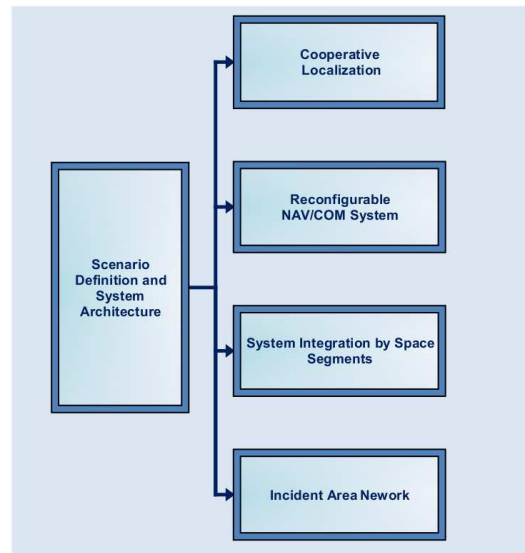 Cooperative
Localization
Reconfigurable
NAV/COM System
Scenario
Definition and
System
Architecture
System Integration by Space
Segments
Incident Area Nework